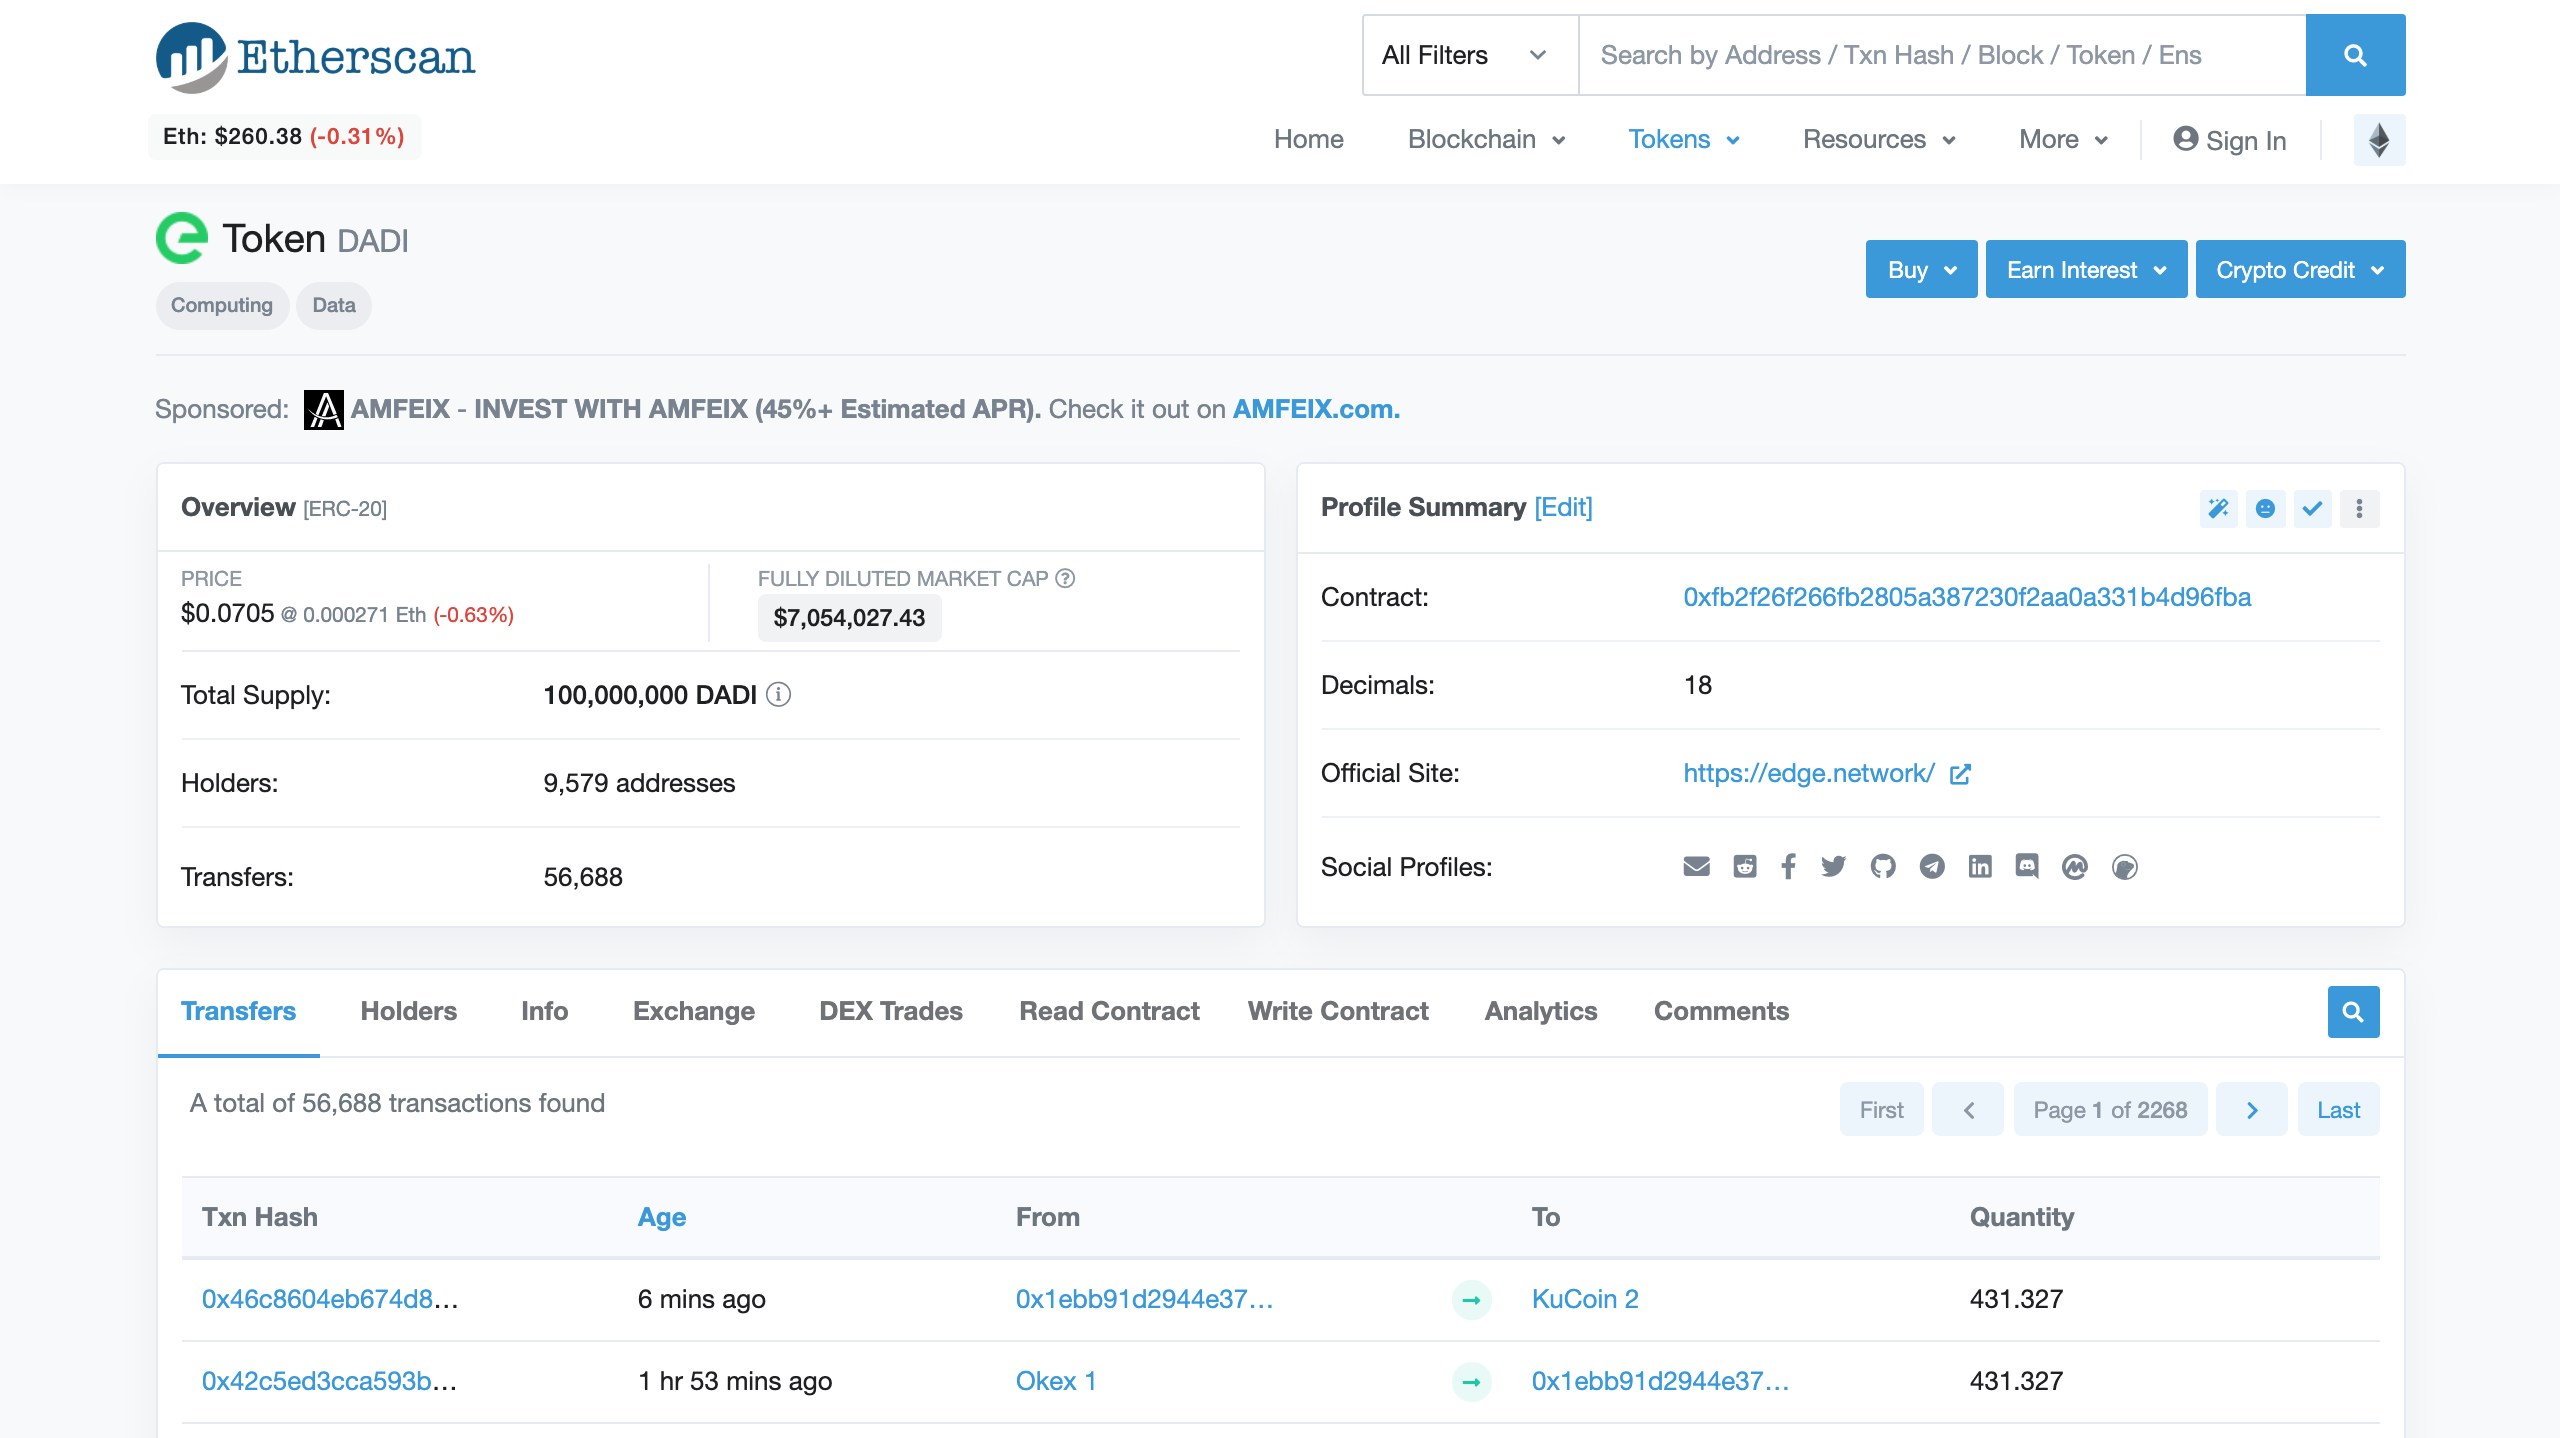 Etherscan
All Filters
Search by Address / Txn Hash / Block / Token / Ens
Eth: $260.38 (-0.31%)
Home
Blockchain
Tokens
Resources
More
Sign In
Token DADI
Computing
Data
Buy
Earn Interest
Crypto Credit
Sponsored: AMFEIX - INVEST WITH AMFEIX (45%+ Estimated APR). Check it out on AMFEIX.com.
Overview [ERC-20]
PRICE
$0.0705 @ 0.000271 Eth (-0.63%)
FULLY DILUTED MARKET CAP
$7,054,027.43
Total Supply: 100,000,000 DADI
Holders: 9,579 addresses
Transfers: 56,688
Profile Summary [Edit]
Contract: 0xfb2f26f266fb2805a387230f2aa0a331b4d96fba
Decimals: 18
Official Site: https://edge.network/
Social Profiles:
Transfers
Holders
Info
Exchange
DEX Trades
Read Contract
Write Contract
Analytics
Comments
A total of 56,688 transactions found
First
Page 1 of 2268
Last
Txn Hash Age From To Quantity
0x46c8604eb674d8... 6 mins ago 0x1ebb91d2944e37... KuCoin 2 431.327
0x42c5ed3cca593b... 1 hr 53 mins ago Okex 1 0x1ebb91d2944e37... 431.327